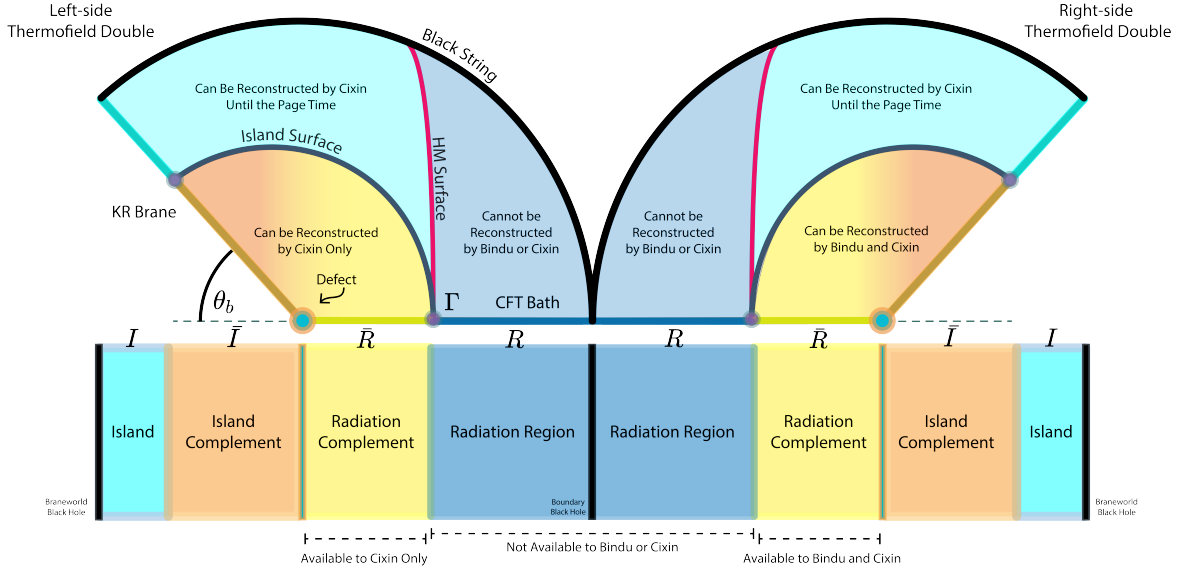 Left-side
Thermofield Double
Right-side
Thermofield Double
Black String
Can Be Reconstructed by Cixin
Until the Page Time
Can Be Reconstructed by Cixin
Until the Page Time
Island Surface
HM Surface
KR Brane
Can be Reconstructed
by Cixin Only
Cannot be
Reconstructed
by Bindu or Cixin
Cannot be
Reconstructed
by Bindu or Cixin
Can be Reconstructed
by Bindu and Cixin
Defect
θ_b
Γ
CFT Bath
I
Ī
R̄
R
R
R̄
Ī
I
Island
Island
Complement
Radiation
Complement
Radiation Region
Radiation Region
Radiation
Complement
Island
Complement
Island
Braneworld
Black Hole
Boundary
Black Hole
Braneworld
Black Hole
Available to Cixin Only
Not Available to Bindu or Cixin
Available to Bindu and Cixin